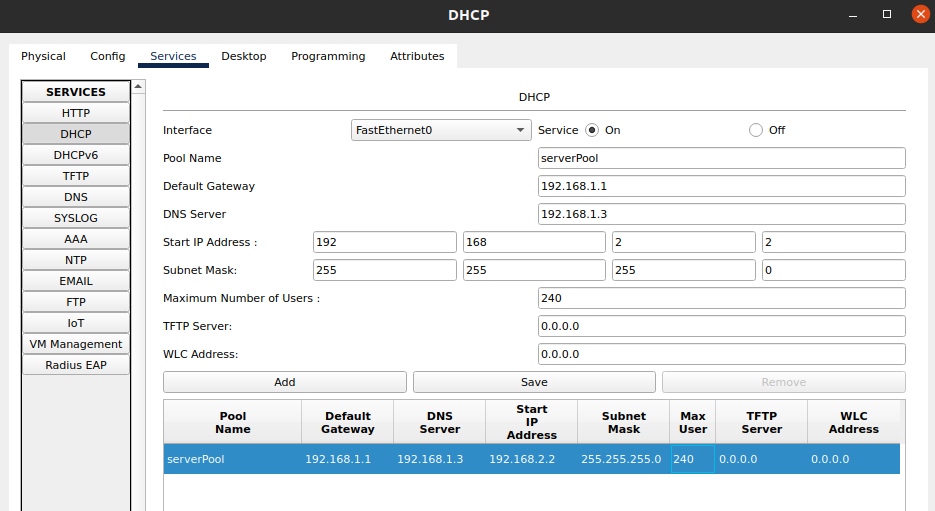 DHCP
Physical Config Services Desktop Programming Attributes
SERVICES
HTTP
DHCP
DHCPv6
TFTP
DNS
SYSLOG
AAA
NTP
EMAIL
FTP
IoT
VM Management
Radius EAP
DHCP
Interface FastEthernet0 Service On Off
Pool Name serverPool
Default Gateway 192.168.1.1
DNS Server 192.168.1.3
Start IP Address : 192 168 2 2
Subnet Mask: 255 255 255 0
Maximum Number of Users : 240
TFTP Server: 0.0.0.0
WLC Address: 0.0.0.0
Add Save Remove
Pool Name Default Gateway DNS Server Start IP Address Subnet Mask Max User TFTP Server WLC Address
serverPool 192.168.1.1 192.168.1.3 192.168.2.2 255.255.255.0 240 0.0.0.0 0.0.0.0